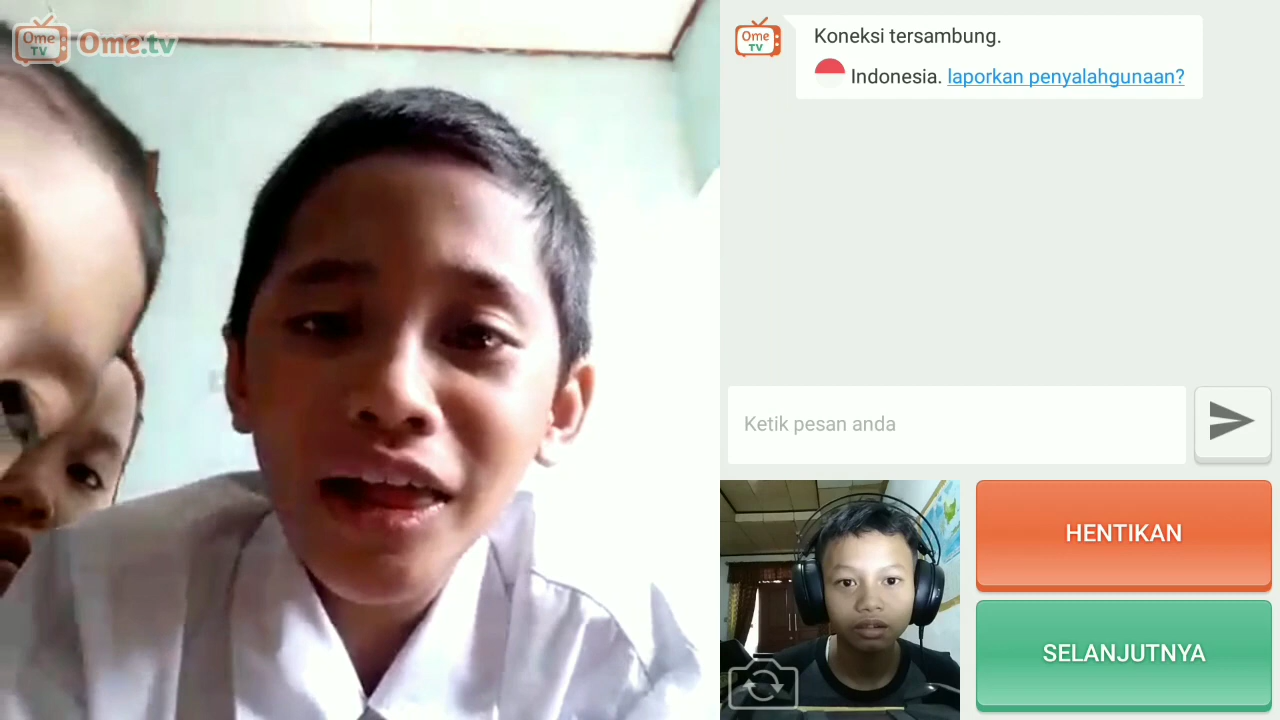 Ome
TV
Ome.tv
Ome
TV
Koneksi tersambung.
Indonesia. laporkan penyalahgunaan?
Ketik pesan anda
HENTIKAN
SELANJUTNYA